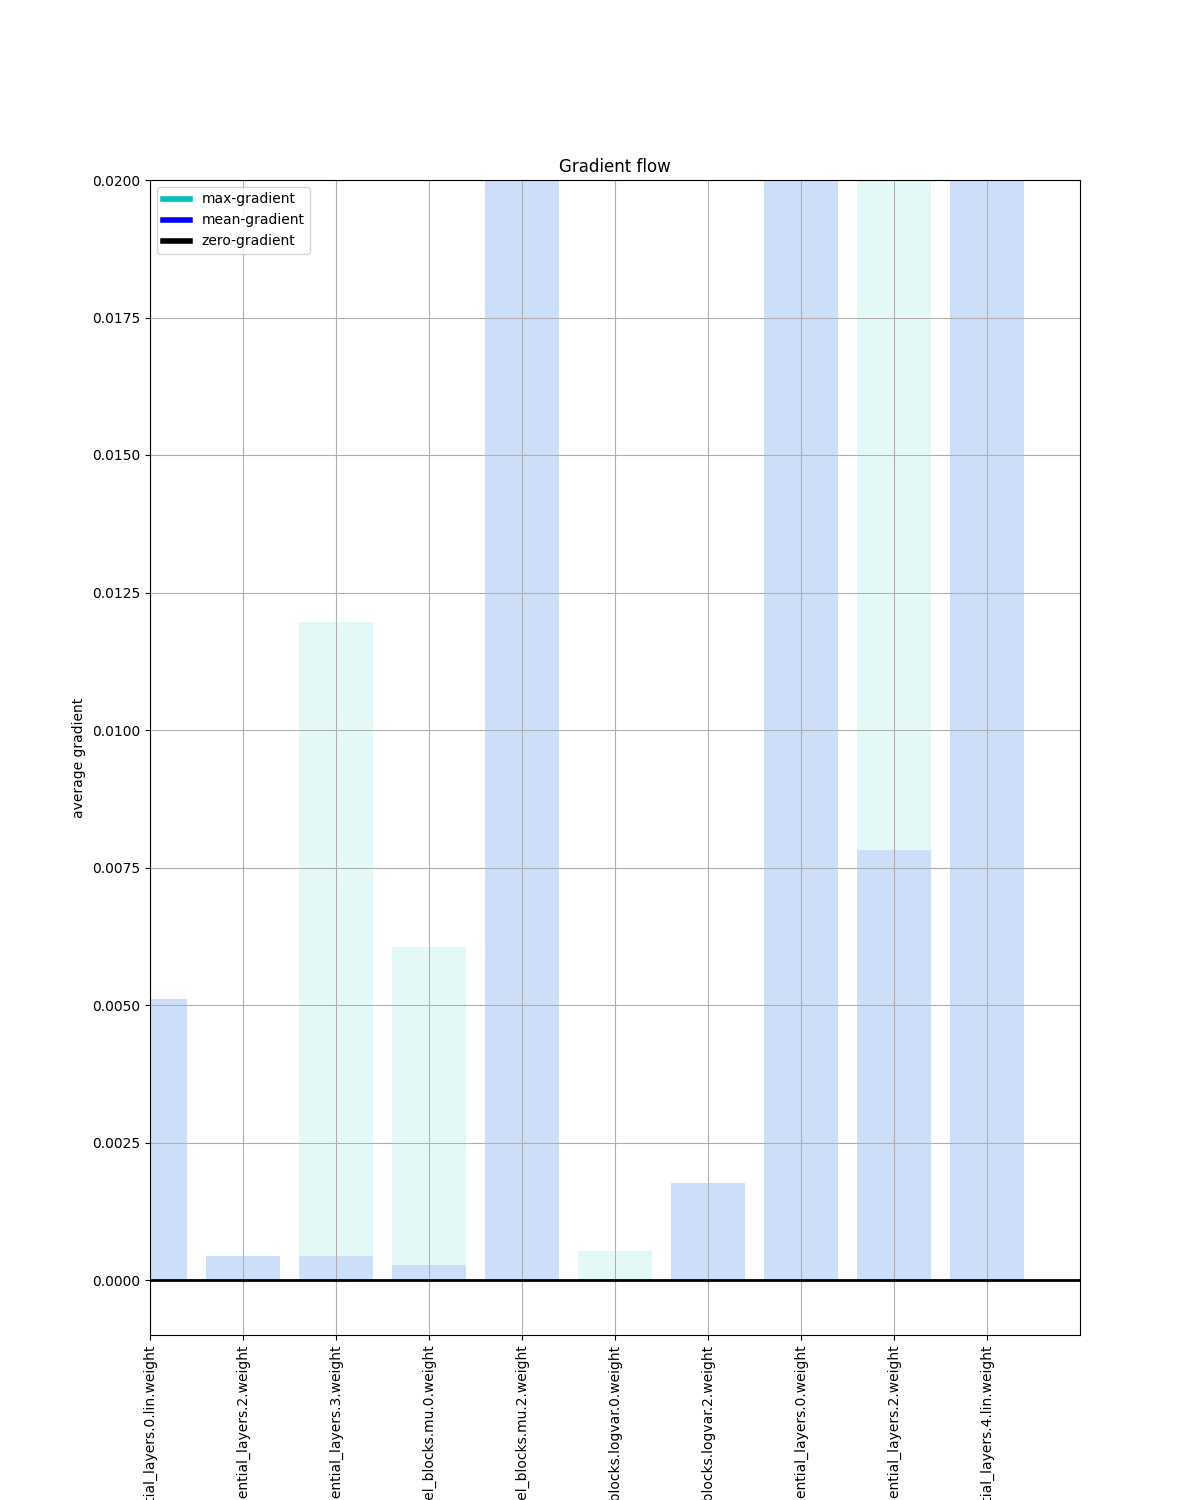 Gradient flow
max-gradient
mean-gradient
zero-gradient
0.0200
0.0175
0.0150
0.0125
0.0100
0.0075
0.0050
0.0025
0.0000
average gradient
tial_layers.0.lin.weight
ential_layers.2.weight
ential_layers.3.weight
el_blocks.mu.0.weight
el_blocks.mu.2.weight
blocks.logvar.0.weight
blocks.logvar.2.weight
ential_layers.0.weight
ential_layers.2.weight
tial_layers.4.lin.weight